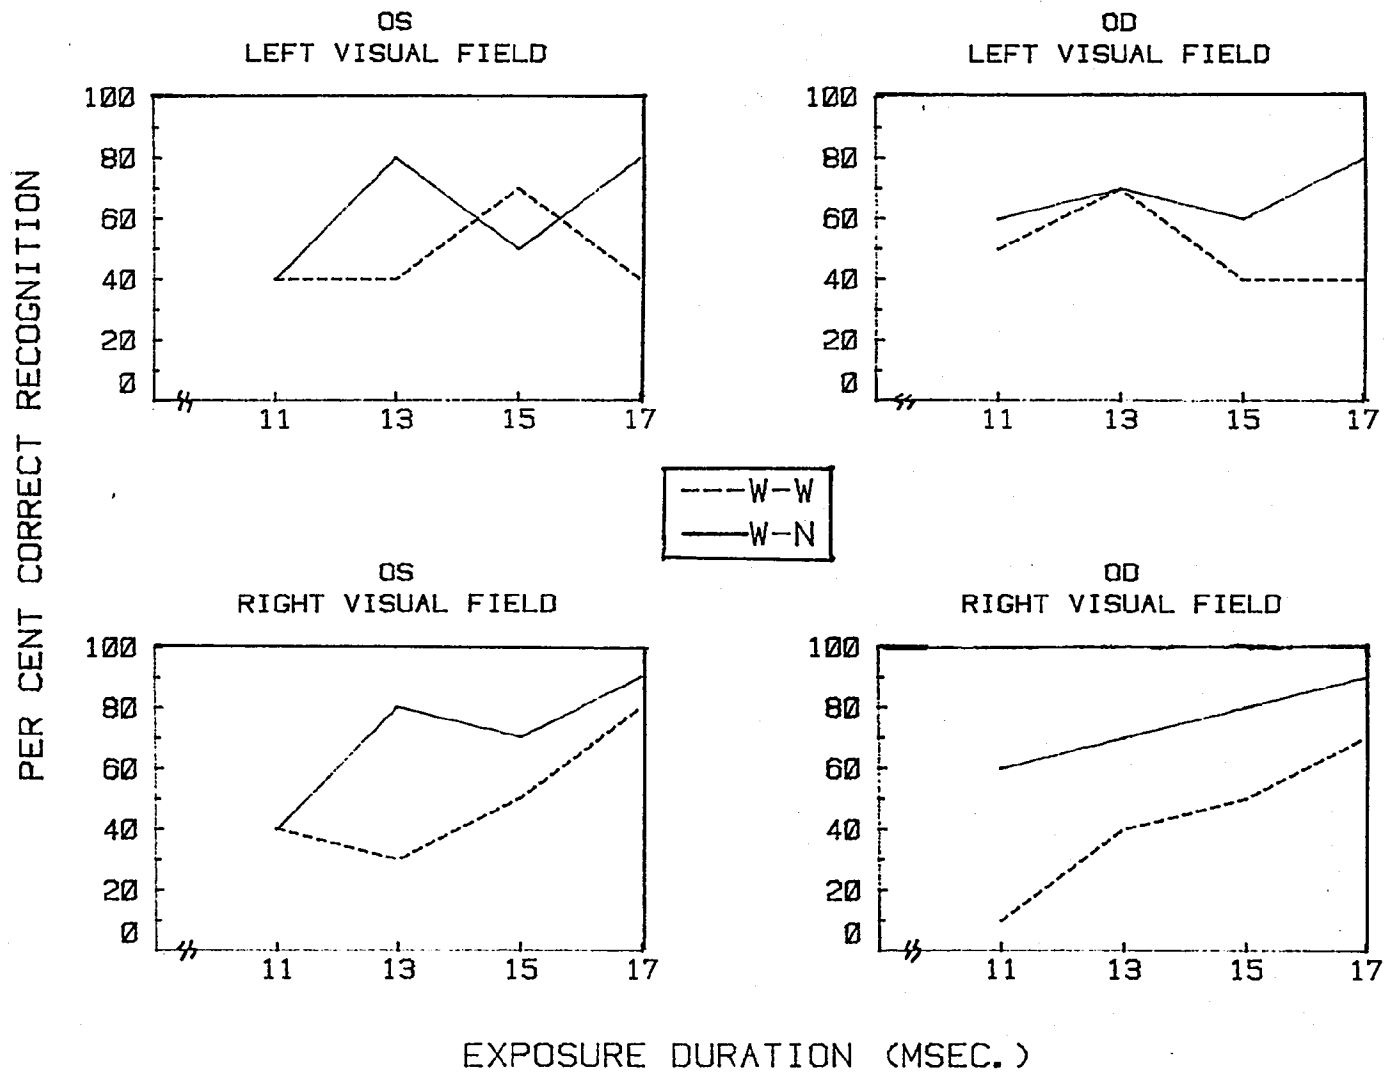 OS
LEFT VISUAL FIELD
100
80
60
40
20
0
11 13 15 17
OD
LEFT VISUAL FIELD
100
80
60
40
20
0
11 13 15 17
PER CENT CORRECT RECOGNITION
W-W
W-N
OS
RIGHT VISUAL FIELD
100
80
60
40
20
0
11 13 15 17
OD
RIGHT VISUAL FIELD
100
80
60
40
20
0
11 13 15 17
EXPOSURE DURATION (MSEC.)